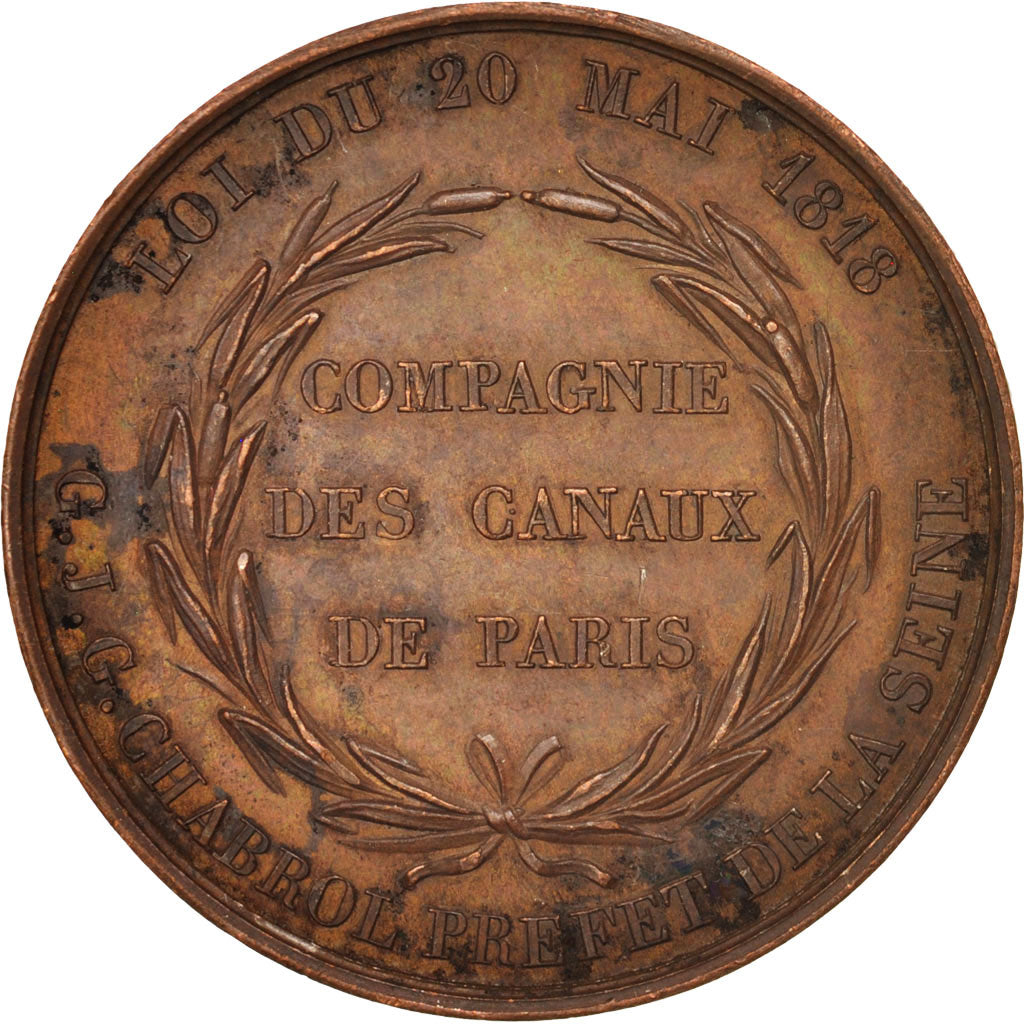 LOI DU 20 MAI 1818
COMPAGNIE
DES CANAUX
DE PARIS
G.J.G.CHABROL PREFET DE LA SEINE